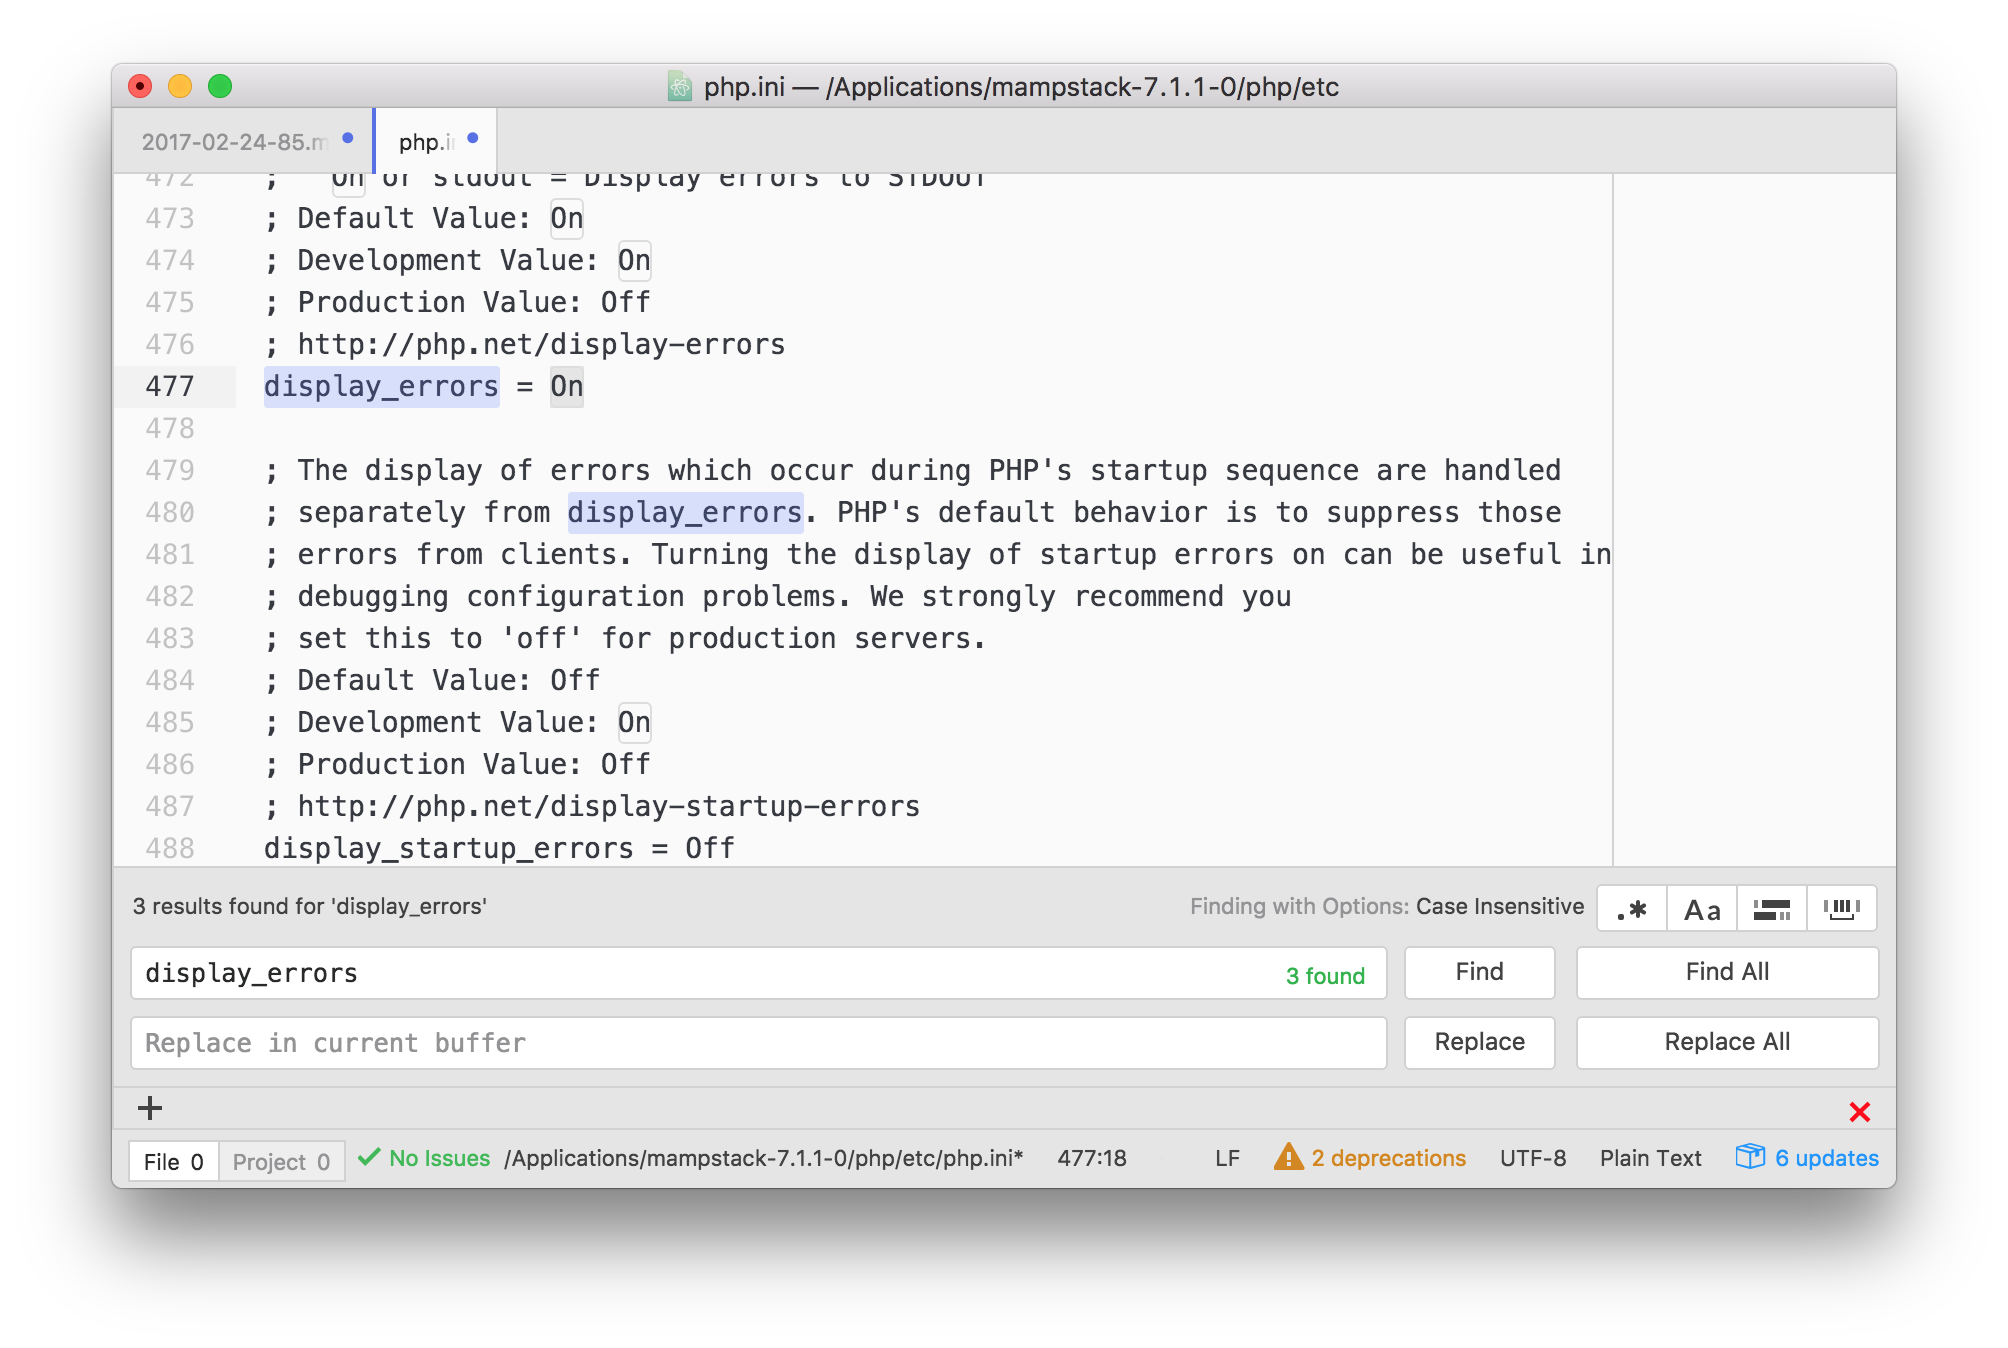 php.ini — /Applications/mampstack-7.1.1-0/php/etc
2017-02-24-85.m
php.i
472 ;   On or stdout = Display errors to STDOUT
473 ; Default Value: On
474 ; Development Value: On
475 ; Production Value: Off
476 ; http://php.net/display-errors
477 display_errors = On
478
479 ; The display of errors which occur during PHP's startup sequence are handled
480 ; separately from display_errors. PHP's default behavior is to suppress those
481 ; errors from clients. Turning the display of startup errors on can be useful in
482 ; debugging configuration problems. We strongly recommend you
483 ; set this to 'off' for production servers.
484 ; Default Value: Off
485 ; Development Value: On
486 ; Production Value: Off
487 ; http://php.net/display-startup-errors
488 display_startup_errors = Off
3 results found for 'display_errors'
Finding with Options: Case Insensitive
.* Aa
display_errors 3 found
Find Find All
Replace in current buffer
Replace Replace All
File 0 Project 0 No Issues /Applications/mampstack-7.1.1-0/php/etc/php.ini* 477:18 LF 2 deprecations UTF-8 Plain Text 6 updates